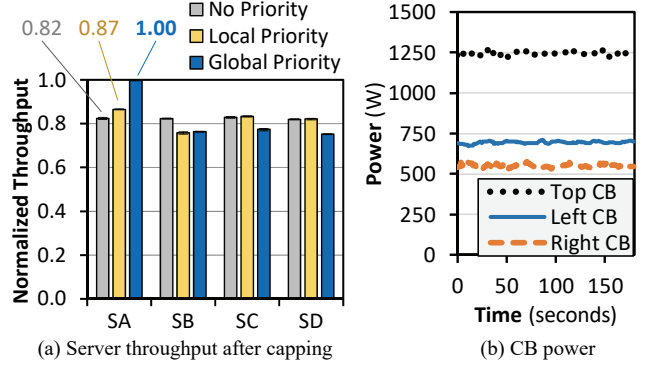 0.82 0.87 1.00
No Priority
Local Priority
Global Priority
Normalized Throughput
1.0
0.8
0.6
0.4
0.2
0.0
SA SB SC SD
(a) Server throughput after capping
Power (W)
1500
1250
1000
750
500
250
0
Top CB
Left CB
Right CB
0 50 100 150
Time (seconds)
(b) CB power